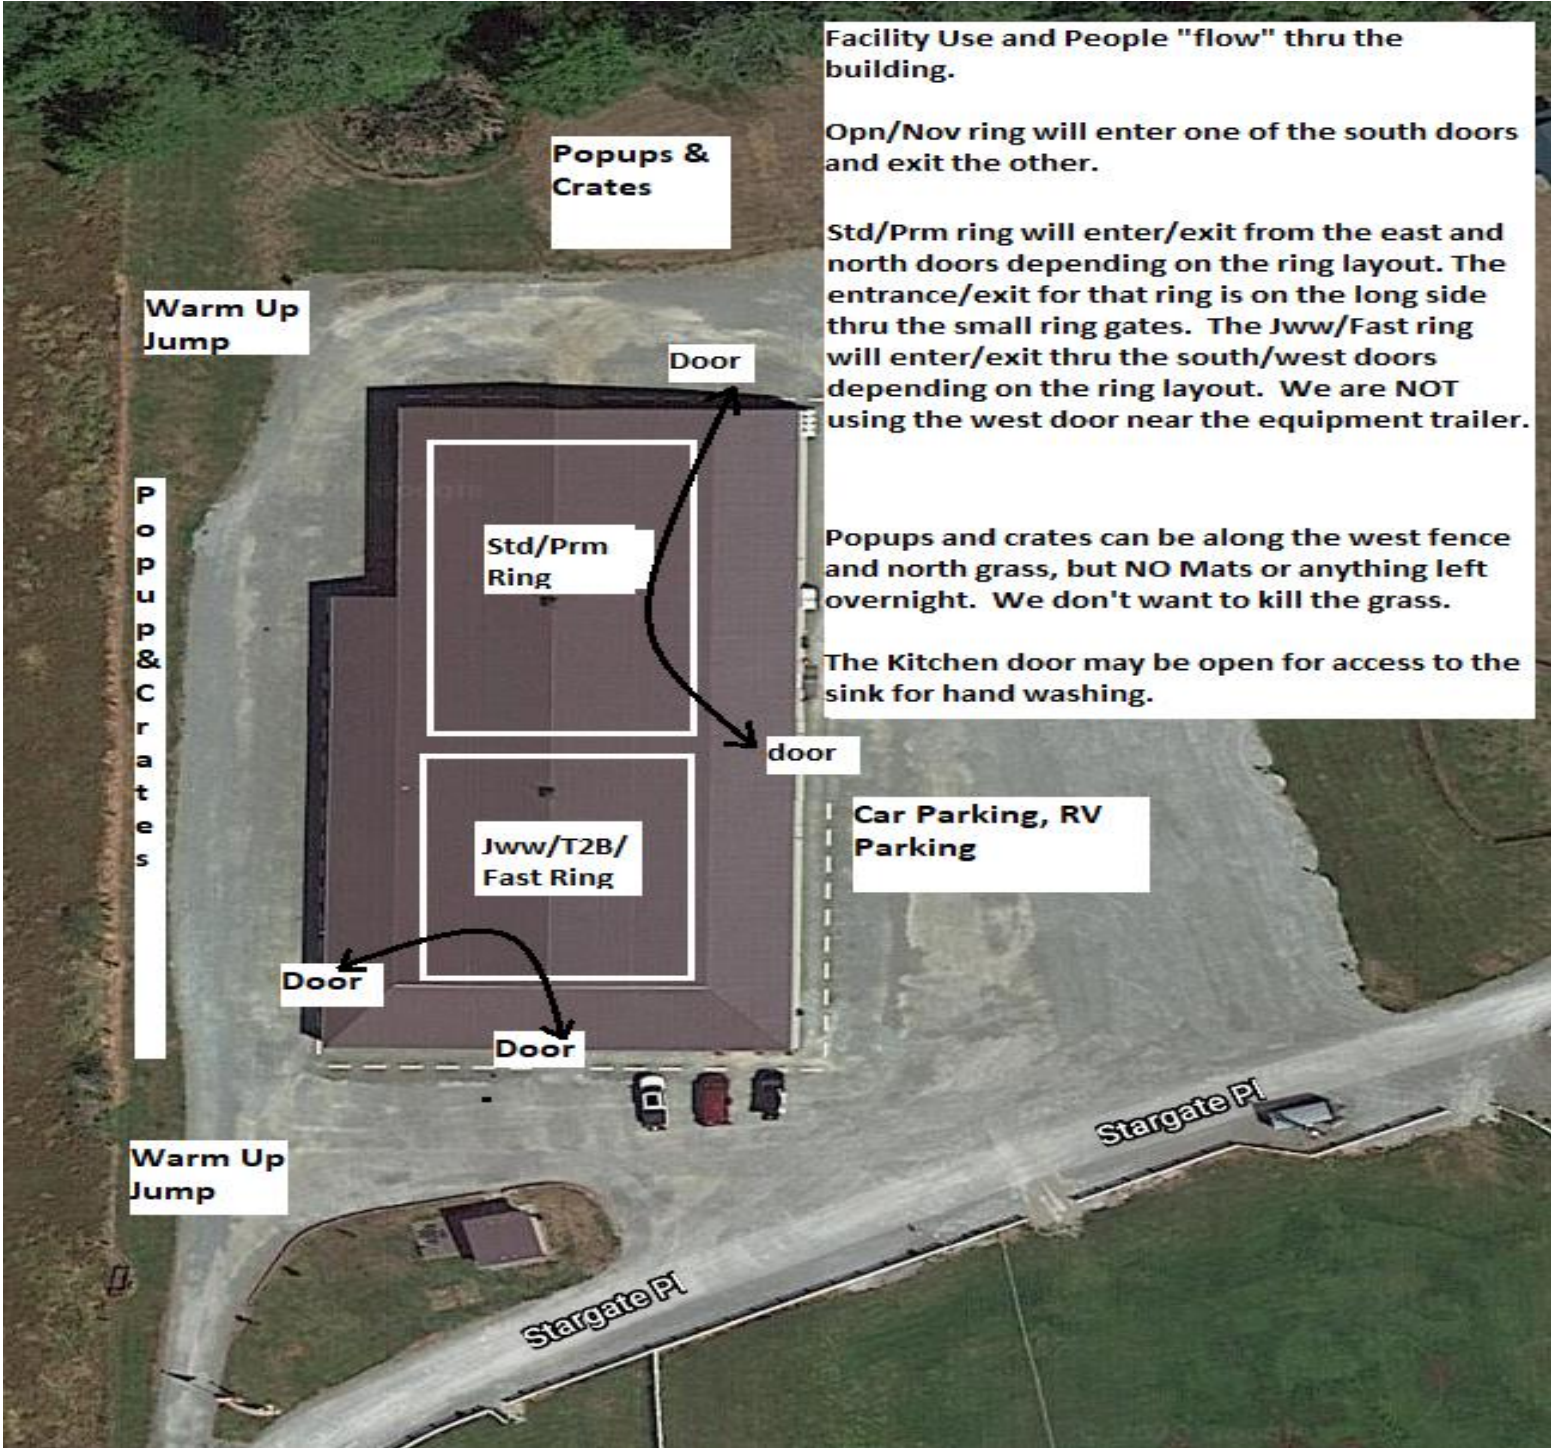 Facility Use and People "flow" thru the
building.
Opn/Nov ring will enter one of the south doors
and exit the other.
Std/Prm ring will enter/exit from the east and
north doors depending on the ring layout. The
entrance/exit for that ring is on the long side
thru the small ring gates.  The Jww/Fast ring
will enter/exit thru the south/west doors
depending on the ring layout.  We are NOT
using the west door near the equipment trailer.
Popups and crates can be along the west fence
and north grass, but NO Mats or anything left
overnight.  We don't want to kill the grass.
The Kitchen door may be open for access to the
sink for hand washing.
Popups &
Crates
Warm Up
Jump
Door
Popup&Crates
Google
Std/Prm
Ring
door
Car Parking, RV
Parking
Jww/T2B/
Fast Ring
Door
Door
Warm Up
Jump
Stargate Pl
Stargate Pl